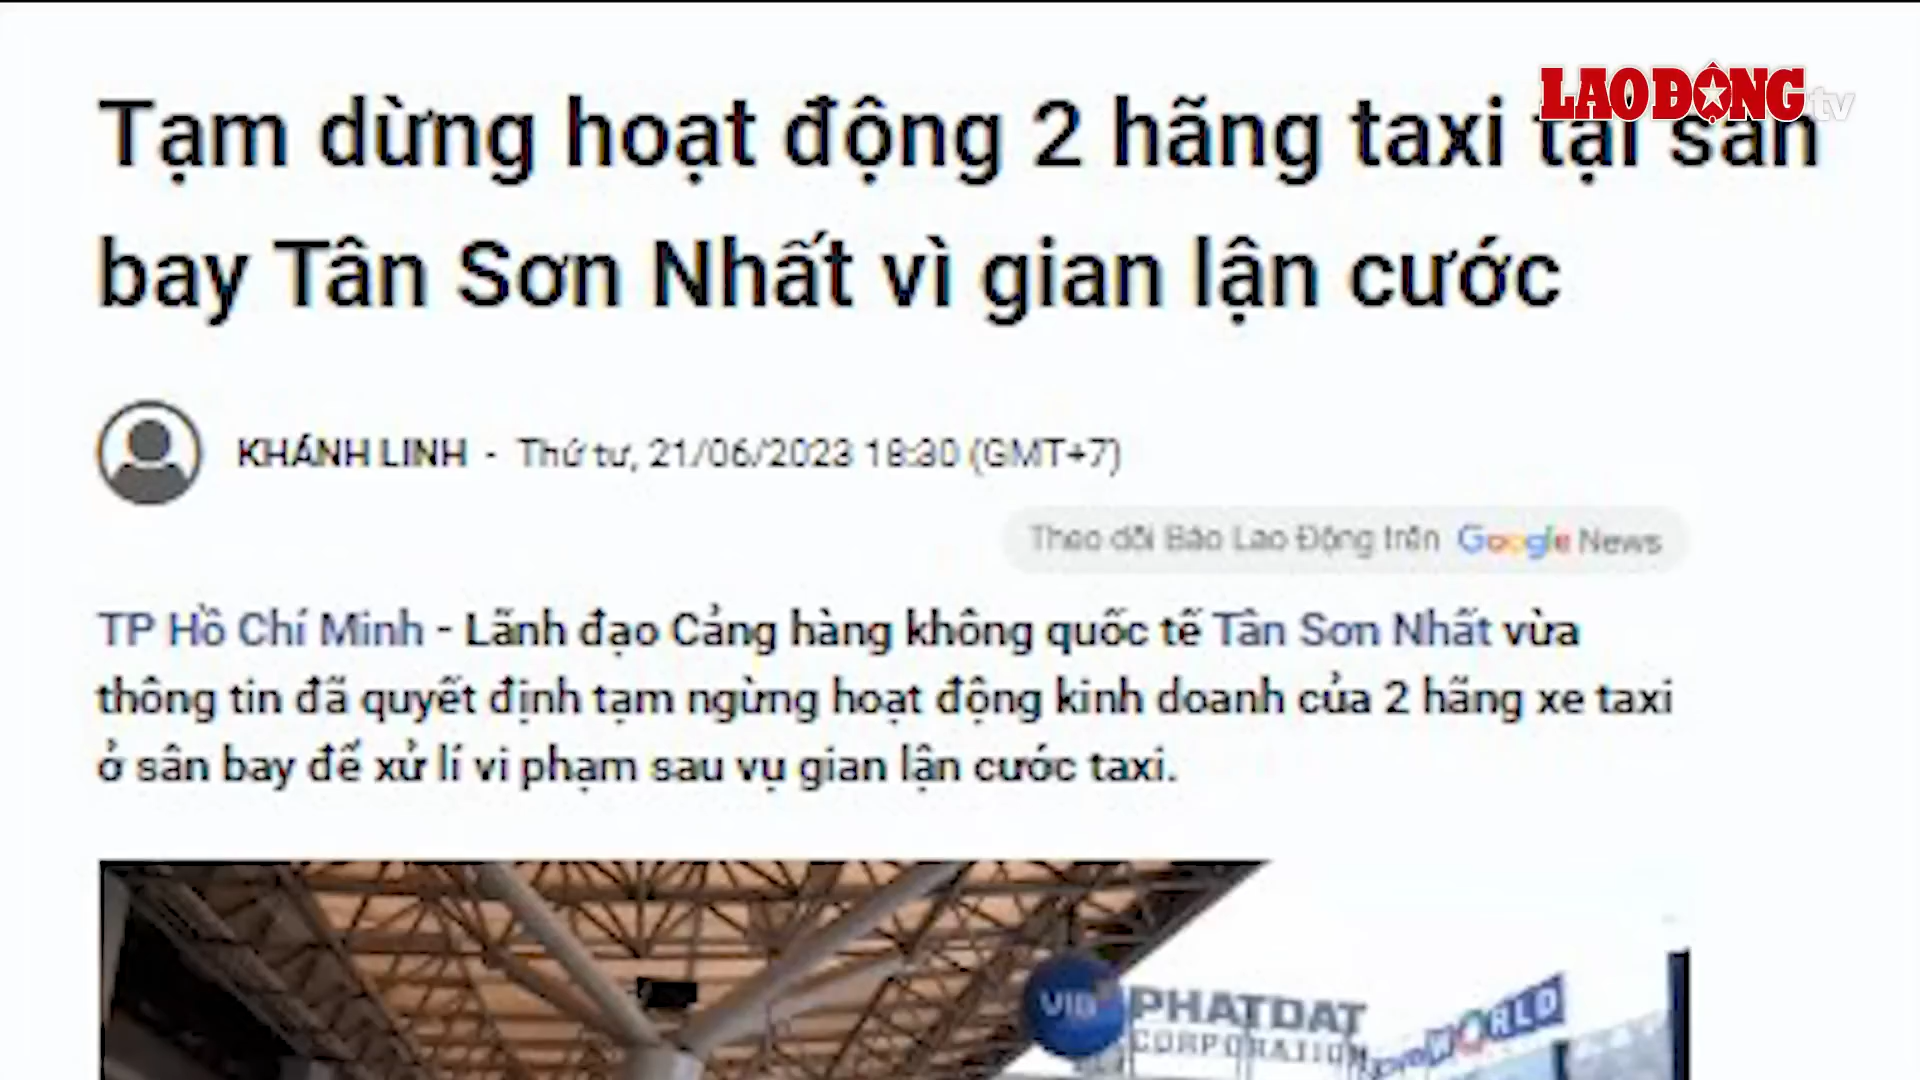 LAO ĐỘNG tv
Tạm dừng hoạt động 2 hãng taxi tại sân
bay Tân Sơn Nhất vì gian lận cước
KHÁNH LINH - Thứ tư, 21/06/2023 18:30 (GMT+7)
Theo dõi Báo Lao Động trên Google News
TP Hồ Chí Minh - Lãnh đạo Cảng hàng không quốc tế Tân Sơn Nhất vừa
thông tin đã quyết định tạm ngừng hoạt động kinh doanh của 2 hãng xe taxi
ở sân bay để xử lí vi phạm sau vụ gian lận cước taxi.
VIB
PHATDAT
CORPORATION
WORLD